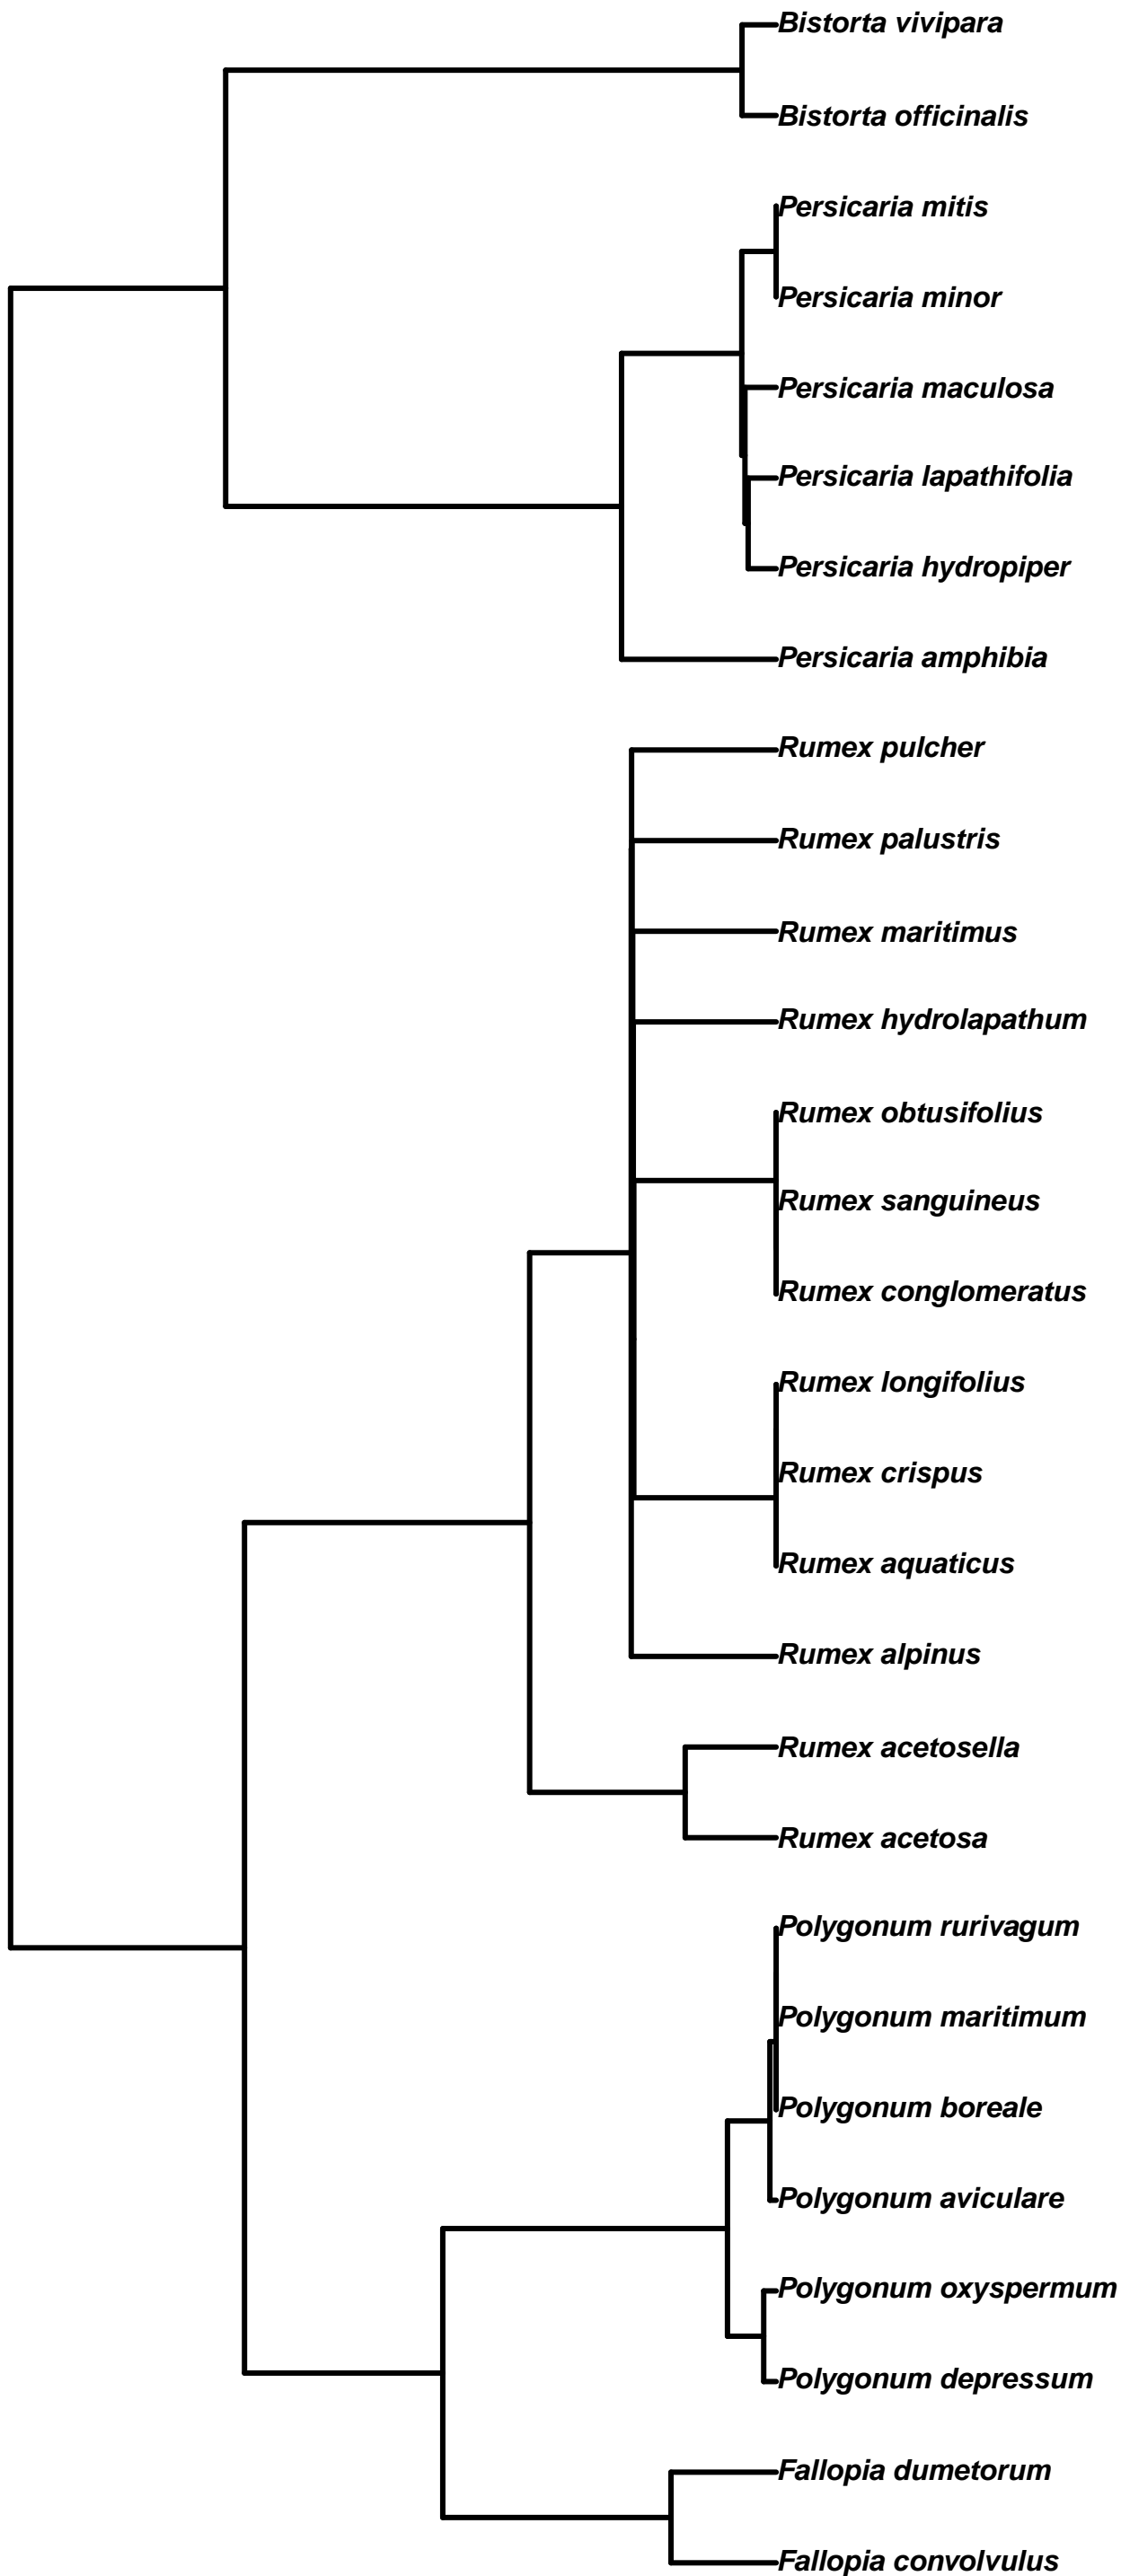 Bistorta vivipara
Bistorta officinalis
Persicaria mitis
Persicaria minor
Persicaria maculosa
Persicaria lapathifolia
Persicaria hydropiper
Persicaria amphibia
Rumex pulcher
Rumex palustris
Rumex maritimus
Rumex hydrolapathum
Rumex obtusifolius
Rumex sanguineus
Rumex conglomeratus
Rumex longifolius
Rumex crispus
Rumex aquaticus
Rumex alpinus
Rumex acetosella
Rumex acetosa
Polygonum rurivagum
Polygonum maritimum
Polygonum boreale
Polygonum aviculare
Polygonum oxyspermum
Polygonum depressum
Fallopia dumetorum
Fallopia convolvulus